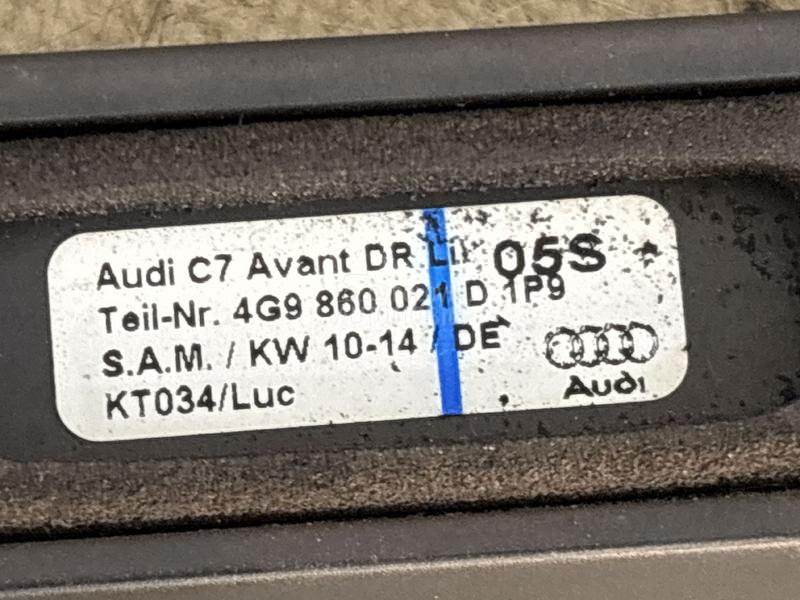 Audi C7 Avant DR Li 05S
Teil-Nr. 4G9 860 021 D 1P9
S.A.M. / KW 10-14 / DE
KT034/Luc
Audi